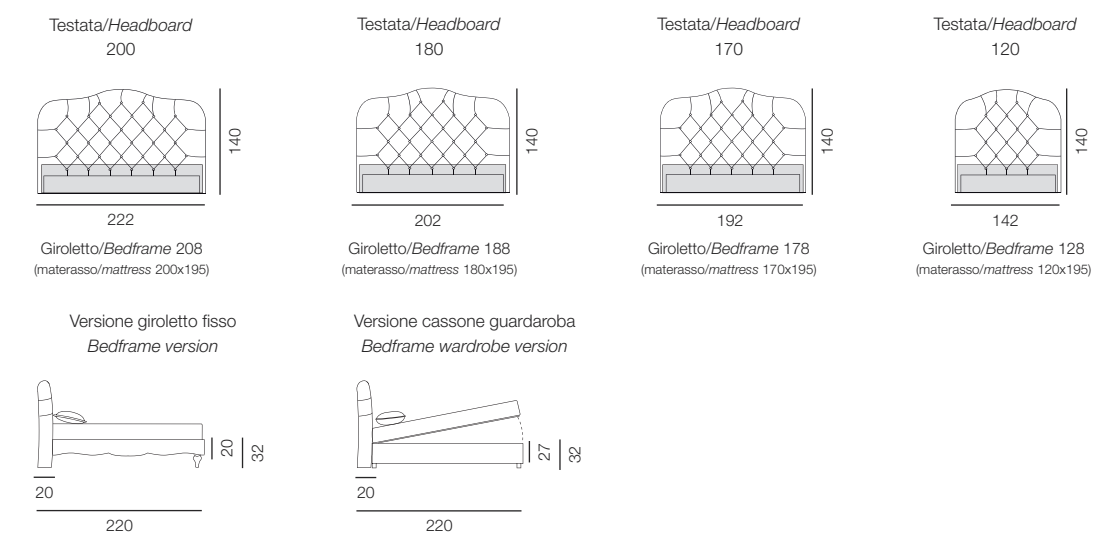 Testata/Headboard
200
140
222
Giroletto/Bedframe 208
(materasso/mattress 200x195)
Testata/Headboard
180
140
202
Giroletto/Bedframe 188
(materasso/mattress 180x195)
Testata/Headboard
170
140
192
Giroletto/Bedframe 178
(materasso/mattress 170x195)
Testata/Headboard
120
140
142
Giroletto/Bedframe 128
(materasso/mattress 120x195)
Versione giroletto fisso
Bedframe version
20
32
20
220
Versione cassone guardaroba
Bedframe wardrobe version
27
32
20
220